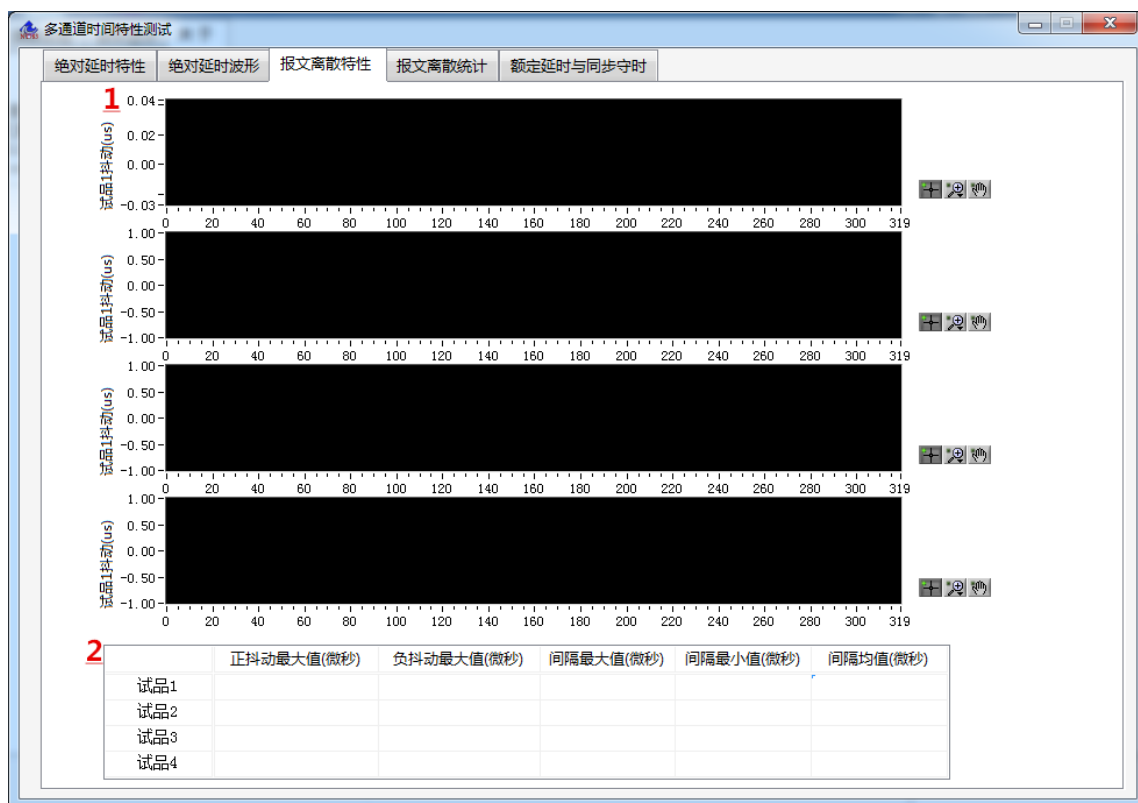 多通道时间特性测试
绝对延时特性 绝对延时波形 报文离散特性 报文离散统计 额定延时与同步守时
1
试品1抖动(us)
0.04
0.02
0.00
-0.03
0 20 40 60 80 100 120 140 160 180 200 220 240 260 280 300 319
试品1抖动(us)
1.00
0.50
0.00
-0.50
-1.00
0 20 40 60 80 100 120 140 160 180 200 220 240 260 280 300 319
试品1抖动(us)
1.00
0.50
0.00
-0.50
-1.00
0 20 40 60 80 100 120 140 160 180 200 220 240 260 280 300 319
试品1抖动(us)
1.00
0.50
0.00
-0.50
-1.00
0 20 40 60 80 100 120 140 160 180 200 220 240 260 280 300 319
2
正抖动最大值(微秒) 负抖动最大值(微秒) 间隔最大值(微秒) 间隔最小值(微秒) 间隔均值(微秒)
试品1
试品2
试品3
试品4